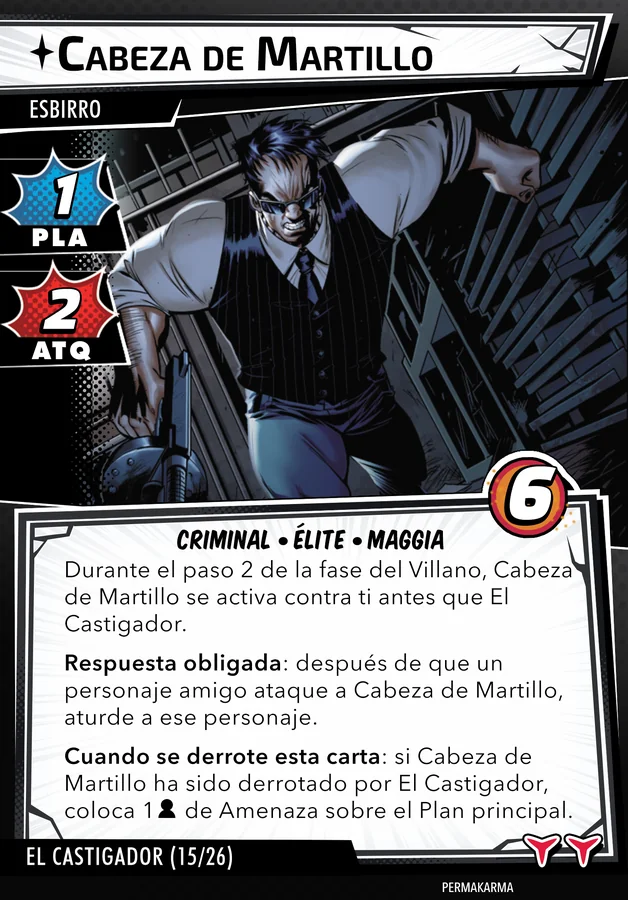 CABEZA DE MARTILLO
ESBIRRO
1
PLA
2
ATQ
6
CRIMINAL • ÉLITE • MAGGIA
Durante el paso 2 de la fase del Villano, Cabeza
de Martillo se activa contra ti antes que El
Castigador.
Respuesta obligada: después de que un
personaje amigo ataque a Cabeza de Martillo,
aturde a ese personaje.
Cuando se derrote esta carta: si Cabeza de
Martillo ha sido derrotado por El Castigador,
coloca 1 de Amenaza sobre el Plan principal.
EL CASTIGADOR (15/26)
PERMAKARMA